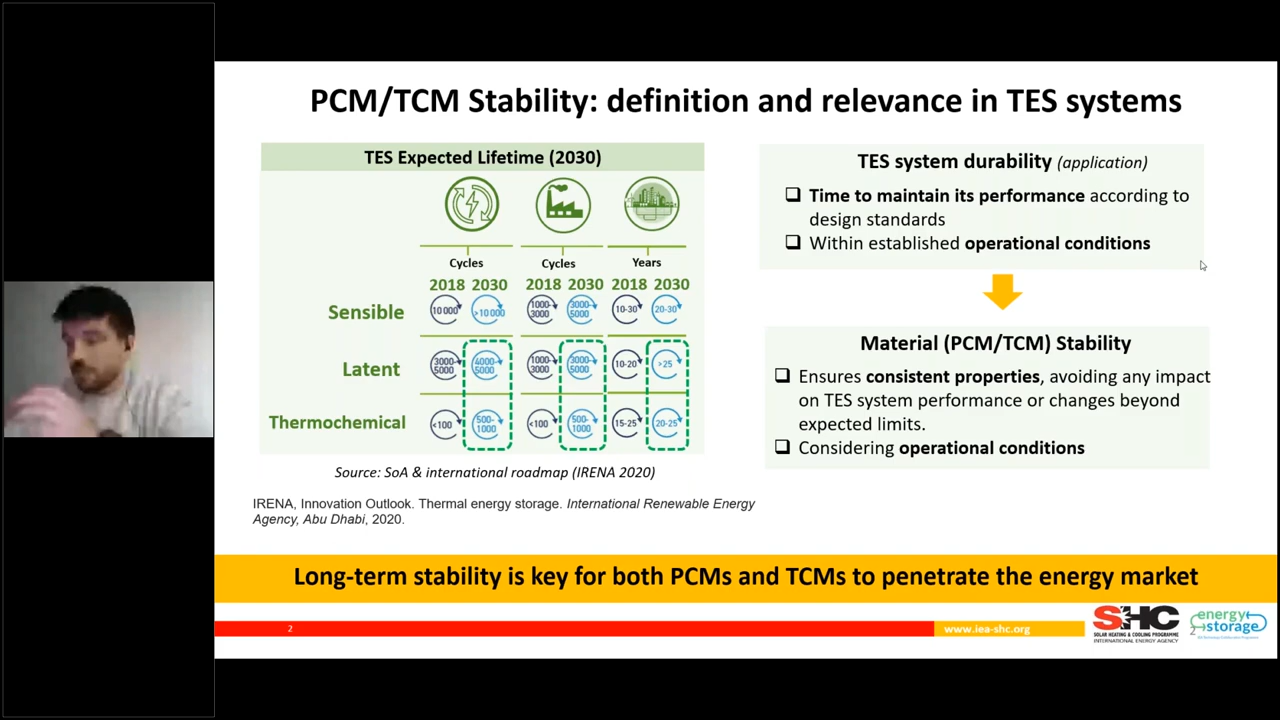 PCM/TCM Stability: definition and relevance in TES systems
TES Expected Lifetime (2030)
Cycles Cycles Years
2018 2030 2018 2030 2018 2030
Sensible 10 000 >10 000 1000-3000 3000-5000 10-30 20-30
Latent 3000-5000 4000-5000 1000-3000 3000-5000 10-20 >25
Thermochemical <100 500-1000 <100 500-1000 15-25 20-25
Source: SoA & international roadmap (IRENA 2020)
IRENA, Innovation Outlook. Thermal energy storage. International Renewable Energy
Agency, Abu Dhabi, 2020.
TES system durability (application)
❑ Time to maintain its performance according to
design standards
❑ Within established operational conditions
Material (PCM/TCM) Stability
❑ Ensures consistent properties, avoiding any impact
on TES system performance or changes beyond
expected limits.
❑ Considering operational conditions
Long-term stability is key for both PCMs and TCMs to penetrate the energy market
2
www.iea-shc.org
SHC
SOLAR HEATING & COOLING PROGRAMME
INTERNATIONAL ENERGY AGENCY
energy
storage
2